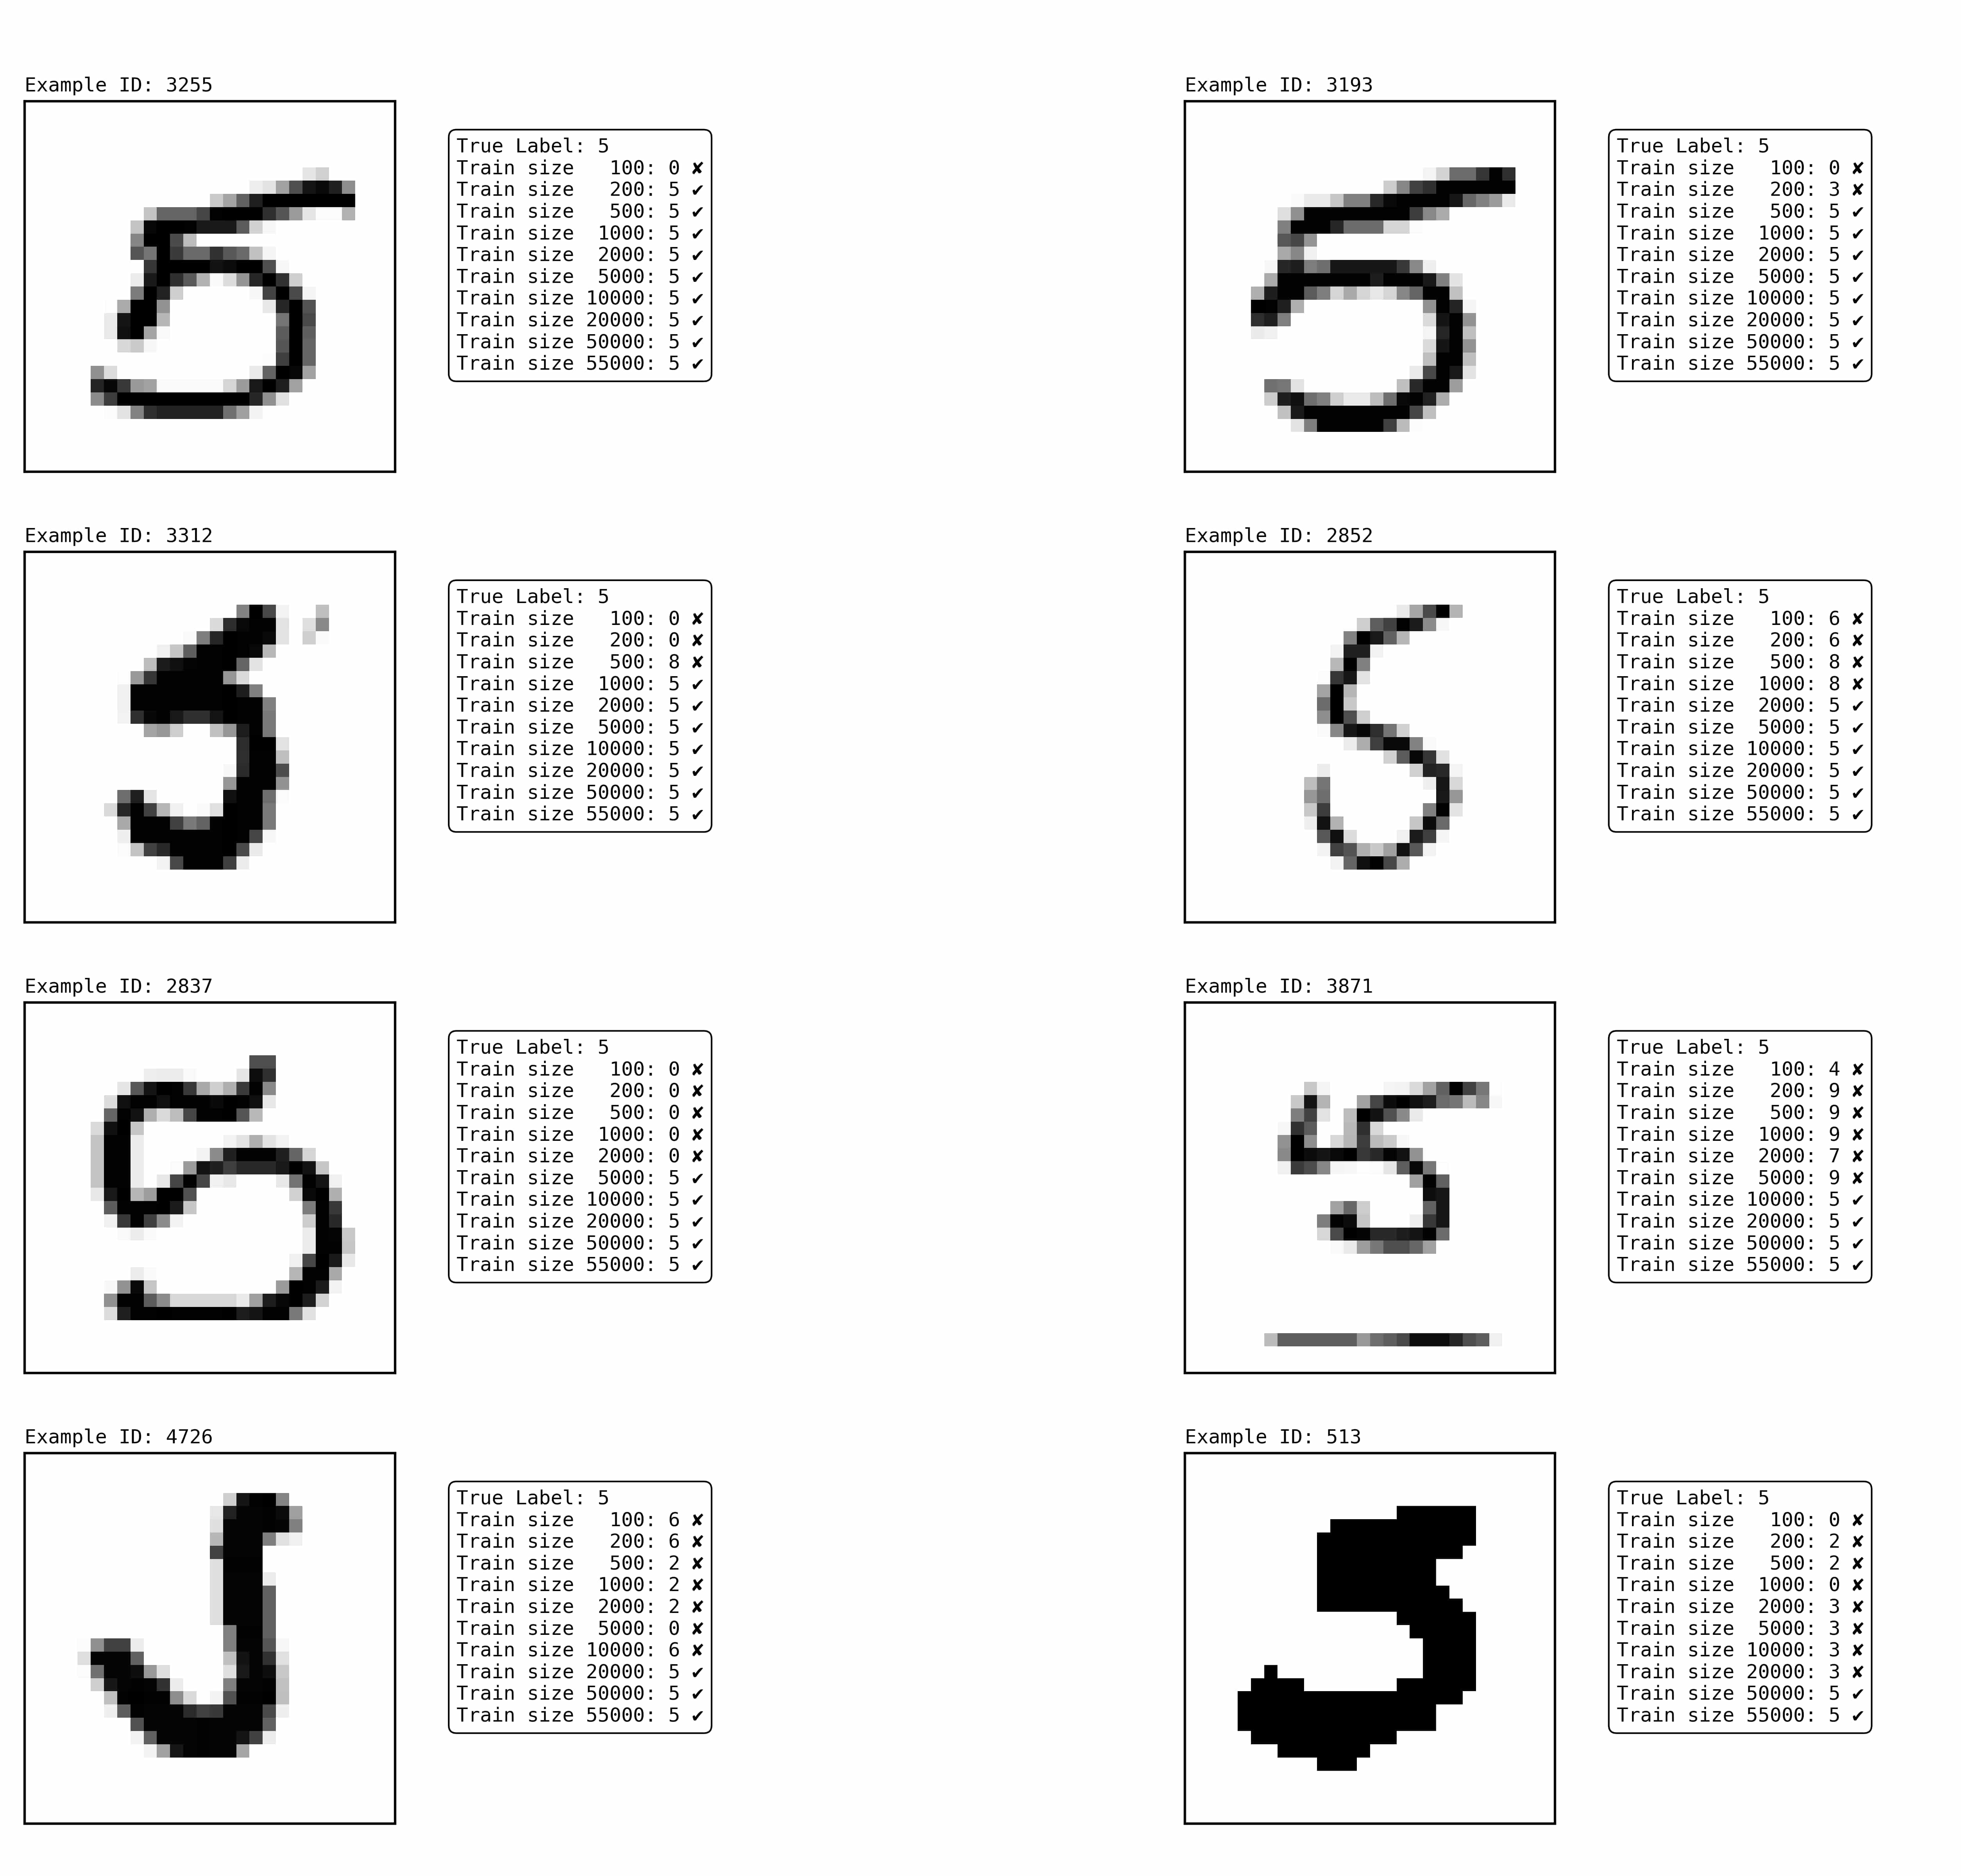 Example ID: 3255
5
True Label: 5
Train size   100: 0 ✘
Train size   200: 5 ✔
Train size   500: 5 ✔
Train size  1000: 5 ✔
Train size  2000: 5 ✔
Train size  5000: 5 ✔
Train size 10000: 5 ✔
Train size 20000: 5 ✔
Train size 50000: 5 ✔
Train size 55000: 5 ✔
Example ID: 3193
5
True Label: 5
Train size   100: 0 ✘
Train size   200: 3 ✘
Train size   500: 5 ✔
Train size  1000: 5 ✔
Train size  2000: 5 ✔
Train size  5000: 5 ✔
Train size 10000: 5 ✔
Train size 20000: 5 ✔
Train size 50000: 5 ✔
Train size 55000: 5 ✔
Example ID: 3312
5
True Label: 5
Train size   100: 0 ✘
Train size   200: 0 ✘
Train size   500: 8 ✘
Train size  1000: 5 ✔
Train size  2000: 5 ✔
Train size  5000: 5 ✔
Train size 10000: 5 ✔
Train size 20000: 5 ✔
Train size 50000: 5 ✔
Train size 55000: 5 ✔
Example ID: 2852
5
True Label: 5
Train size   100: 6 ✘
Train size   200: 6 ✘
Train size   500: 8 ✘
Train size  1000: 8 ✘
Train size  2000: 5 ✔
Train size  5000: 5 ✔
Train size 10000: 5 ✔
Train size 20000: 5 ✔
Train size 50000: 5 ✔
Train size 55000: 5 ✔
Example ID: 2837
5
True Label: 5
Train size   100: 0 ✘
Train size   200: 0 ✘
Train size   500: 0 ✘
Train size  1000: 0 ✘
Train size  2000: 0 ✘
Train size  5000: 5 ✔
Train size 10000: 5 ✔
Train size 20000: 5 ✔
Train size 50000: 5 ✔
Train size 55000: 5 ✔
Example ID: 3871
5
True Label: 5
Train size   100: 4 ✘
Train size   200: 9 ✘
Train size   500: 9 ✘
Train size  1000: 9 ✘
Train size  2000: 7 ✘
Train size  5000: 9 ✘
Train size 10000: 5 ✔
Train size 20000: 5 ✔
Train size 50000: 5 ✔
Train size 55000: 5 ✔
Example ID: 4726
5
True Label: 5
Train size   100: 6 ✘
Train size   200: 6 ✘
Train size   500: 2 ✘
Train size  1000: 2 ✘
Train size  2000: 2 ✘
Train size  5000: 0 ✘
Train size 10000: 6 ✘
Train size 20000: 5 ✔
Train size 50000: 5 ✔
Train size 55000: 5 ✔
Example ID: 513
5
True Label: 5
Train size   100: 0 ✘
Train size   200: 2 ✘
Train size   500: 2 ✘
Train size  1000: 0 ✘
Train size  2000: 3 ✘
Train size  5000: 3 ✘
Train size 10000: 3 ✘
Train size 20000: 3 ✘
Train size 50000: 5 ✔
Train size 55000: 5 ✔